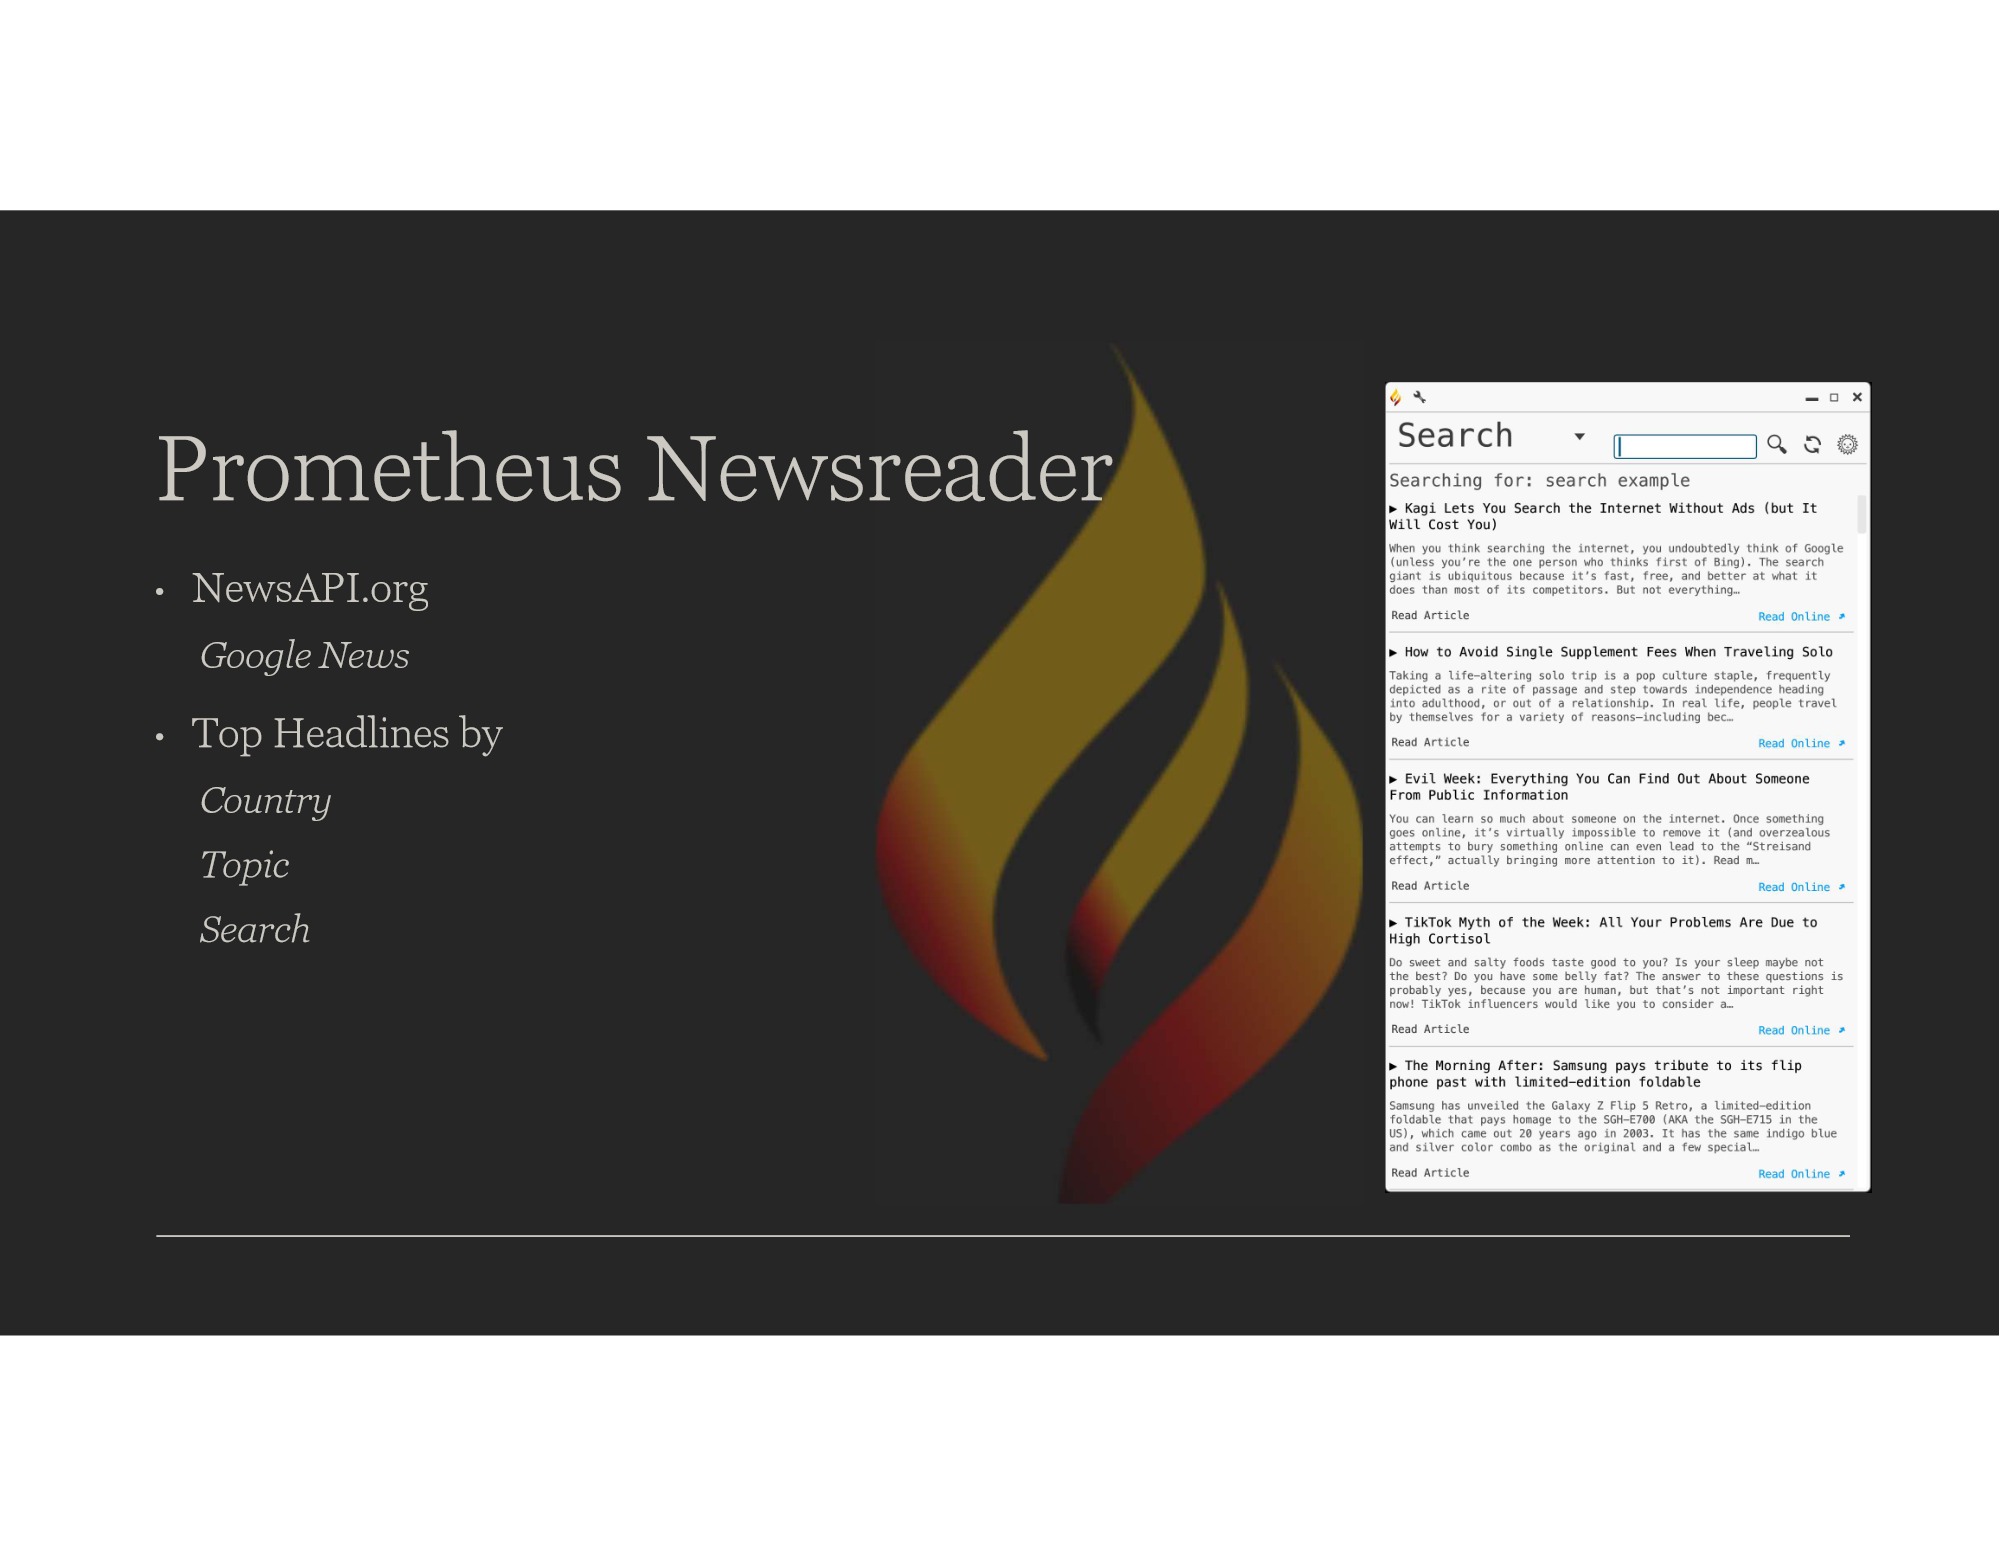 Prometheus Newsreader
• NewsAPI.org
Google News
• Top Headlines by
Country
Topic
Search
Search
Searching for: search example
▶ Kagi Lets You Search the Internet Without Ads (but It
Will Cost You)
When you think searching the internet, you undoubtedly think of Google
(unless you’re the one person who thinks first of Bing). The search
giant is ubiquitous because it’s fast, free, and better at what it
does than most of its competitors. But not everything…
Read Article Read Online ↗
▶ How to Avoid Single Supplement Fees When Traveling Solo
Taking a life-altering solo trip is a pop culture staple, frequently
depicted as a rite of passage and step towards independence heading
into adulthood, or out of a relationship. In real life, people travel
by themselves for a variety of reasons—including bec…
Read Article Read Online ↗
▶ Evil Week: Everything You Can Find Out About Someone
From Public Information
You can learn so much about someone on the internet. Once something
goes online, it’s virtually impossible to remove it (and overzealous
attempts to bury something online can even lead to the “Streisand
effect,” actually bringing more attention to it). Read m…
Read Article Read Online ↗
▶ TikTok Myth of the Week: All Your Problems Are Due to
High Cortisol
Do sweet and salty foods taste good to you? Is your sleep maybe not
the best? Do you have some belly fat? The answer to these questions is
probably yes, because you are human, but that’s not important right
now! TikTok influencers would like you to consider a…
Read Article Read Online ↗
▶ The Morning After: Samsung pays tribute to its flip
phone past with limited-edition foldable
Samsung has unveiled the Galaxy Z Flip 5 Retro, a limited-edition
foldable that pays homage to the SGH-E700 (AKA the SGH-E715 in the
US), which came out 20 years ago in 2003. It has the same indigo blue
and silver color combo as the original and a few special…
Read Article Read Online ↗